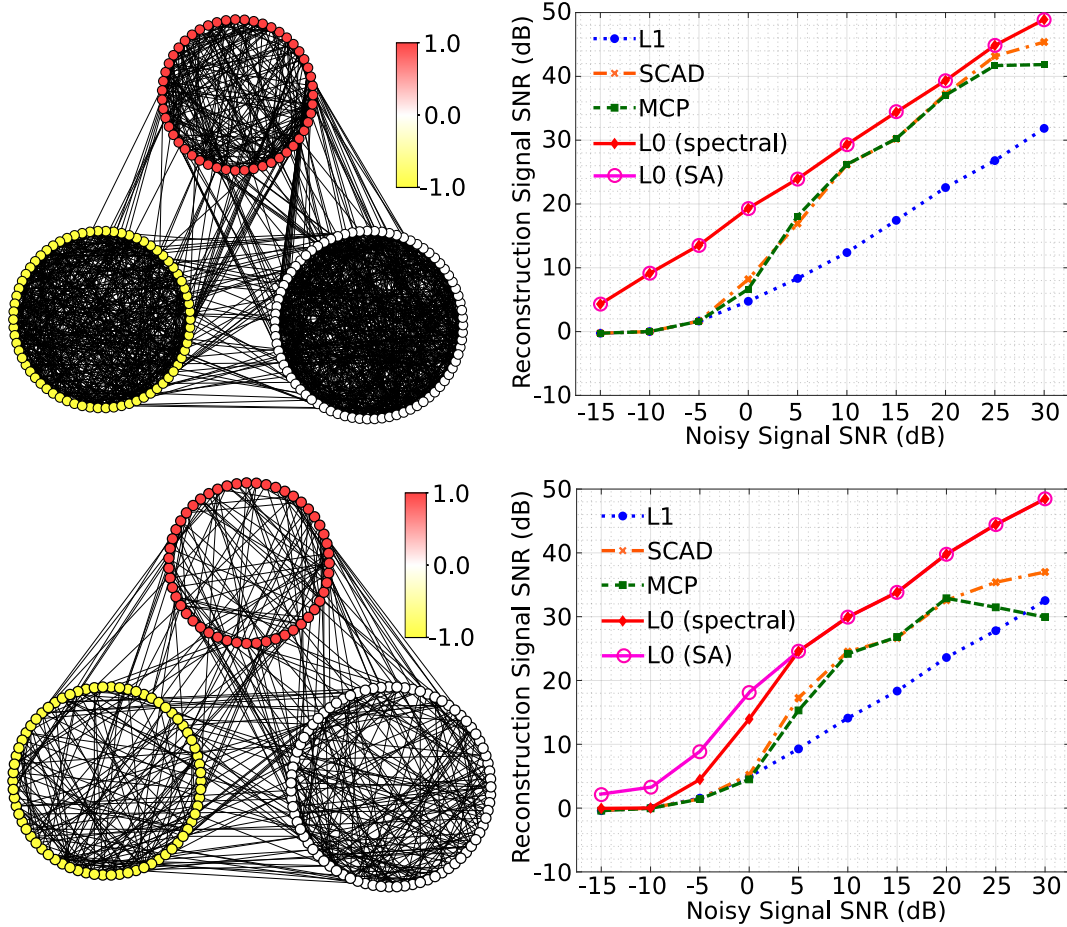 1.0
0.0
-1.0
Reconstruction Signal SNR (dB)
50
40
30
20
10
0
-10
L1
SCAD
MCP
L0 (spectral)
L0 (SA)
-15 -10 -5 0 5 10 15 20 25 30
Noisy Signal SNR (dB)
1.0
0.0
-1.0
Reconstruction Signal SNR (dB)
50
40
30
20
10
0
-10
L1
SCAD
MCP
L0 (spectral)
L0 (SA)
-15 -10 -5 0 5 10 15 20 25 30
Noisy Signal SNR (dB)